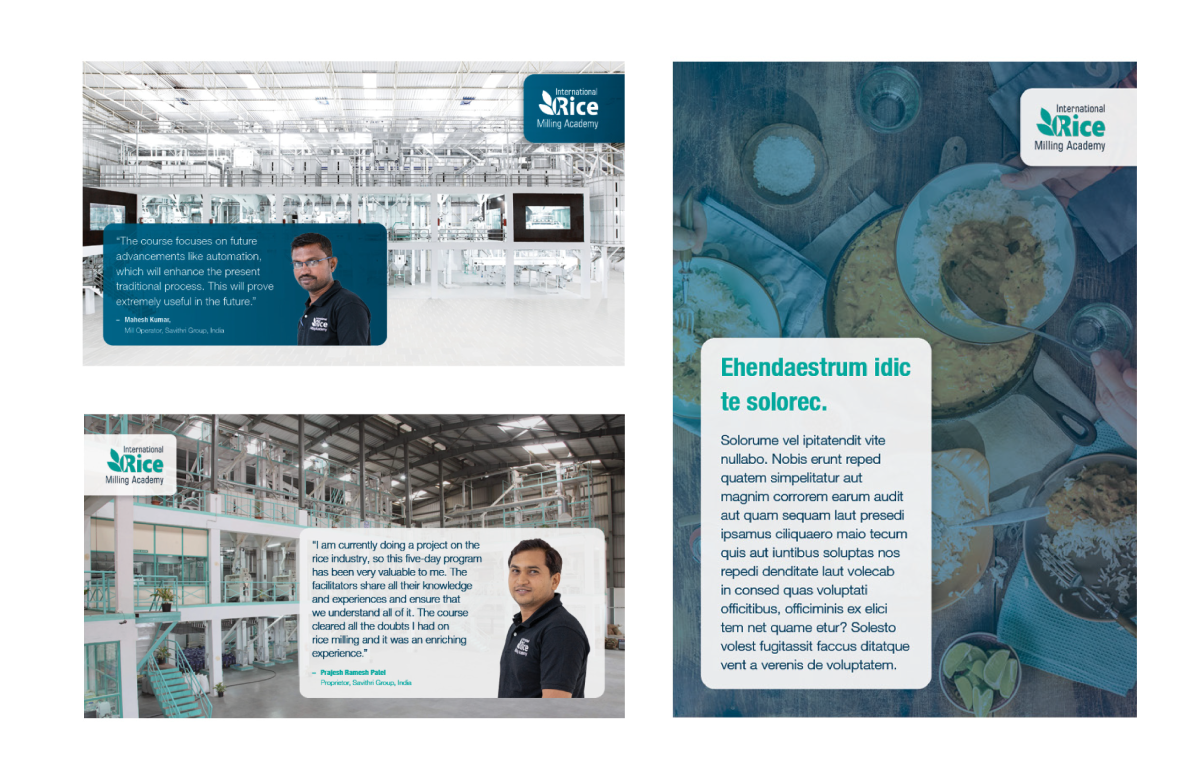 International
Rice
Milling Academy
“The course focuses on future
advancements like automation,
which will enhance the present
traditional process. This will prove
extremely useful in the future.”
– Mahesh Kumar,
Mill Operator, Savithri Group, India
Rice
International
Rice
Milling Academy
“I am currently doing a project on the
rice industry, so this five-day program
has been very valuable to me. The
facilitators share all their knowledge
and experiences and ensure that
we understand all of it. The course
cleared all the doubts I had on
rice milling and it was an enriching
experience.”
– Prajesh Ramesh Patel
Proprietor, Savithri Group, India
Rice
International
Rice
Milling Academy
Ehendaestrum idic
te solorec.
Solorume vel ipitatendit vite
nullabo. Nobis erunt reped
quatem simpelitatur aut
magnim corrorem earum audit
aut quam sequam laut presedi
ipsamus ciliquaero maio tecum
quis aut iuntibus soluptas nos
repedi denditate laut volecab
in consed quas voluptati
officitibus, officiminis ex elici
tem net quame etur? Solesto
volest fugitassit faccus ditatque
vent a verenis de voluptatem.